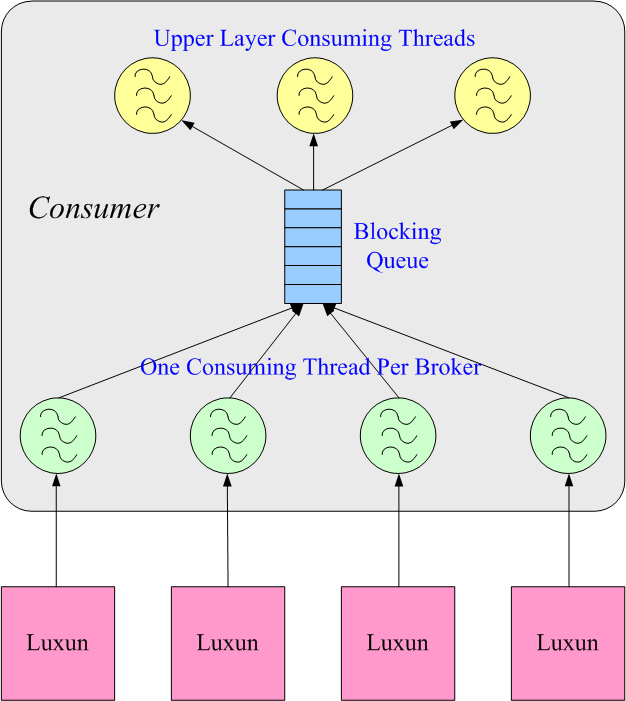 Upper Layer Consuming Threads
Consumer
Blocking
Queue
One Consuming Thread Per Broker
Luxun
Luxun
Luxun
Luxun